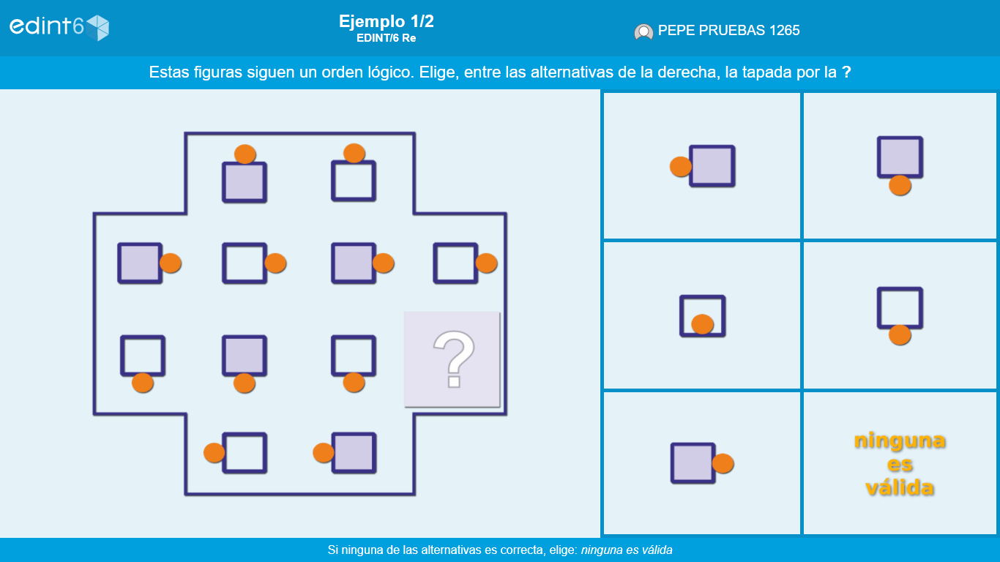 edint6
Ejemplo 1/2
EDINT/6 Re
PEPE PRUEBAS 1265
Estas figuras siguen un orden lógico. Elige, entre las alternativas de la derecha, la tapada por la ?
?
ninguna
es
válida
Si ninguna de las alternativas es correcta, elige: ninguna es válida